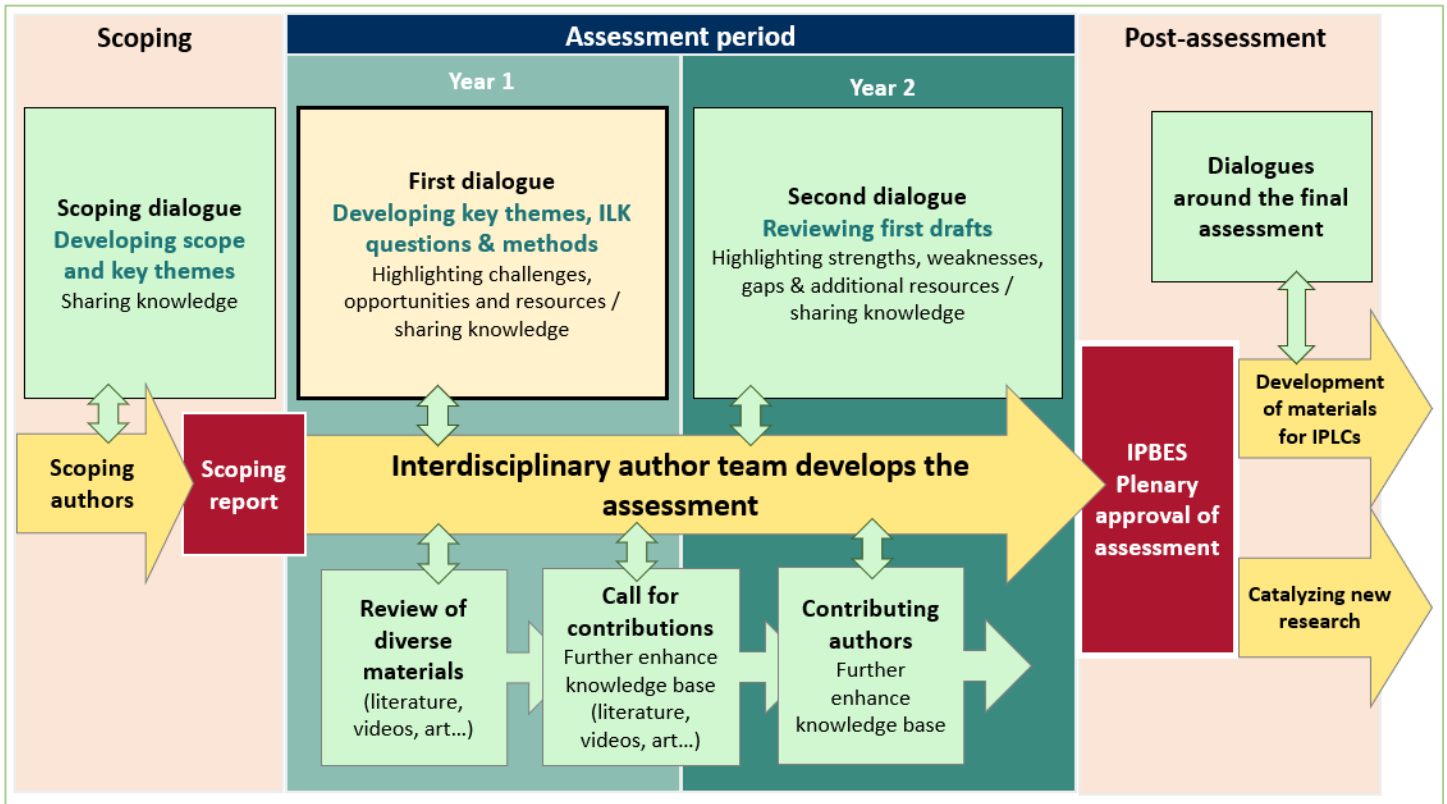 Scoping
Assessment period
Post-assessment
Year 1
Year 2
Scoping dialogue
Developing scope
and key themes
Sharing knowledge
First dialogue
Developing key themes, ILK
questions & methods
Highlighting challenges,
opportunities and resources /
sharing knowledge
Second dialogue
Reviewing first drafts
Highlighting strengths, weaknesses,
gaps & additional resources /
sharing knowledge
Dialogues
around the final
assessment
Scoping
authors
Scoping
report
Interdisciplinary author team develops the
assessment
IPBES
Plenary
approval of
assessment
Development
of materials
for IPLCs
Catalyzing new
research
Review of
diverse
materials
(literature,
videos, art…)
Call for
contributions
Further enhance
knowledge base
(literature,
videos, art…)
Contributing
authors
Further
enhance
knowledge base